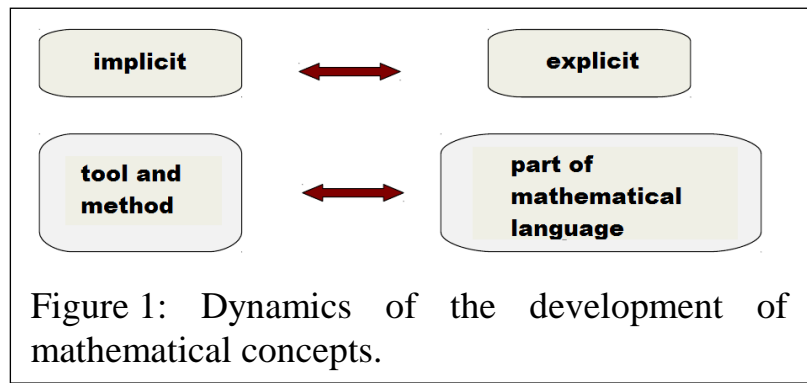 implicit explicit
tool and part of
method mathematical
language
Figure 1: Dynamics of the development of
mathematical concepts.